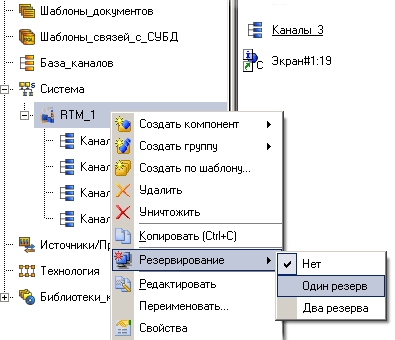 Шаблоны_документов
Шаблоны_связей_с_СУБД
База_каналов
Система
RTM_1
Канал
Канал
Канал
Канал
Источники/Пр
Технология
Библиотеки_к
Каналы_3
Экран#1:19
Создать компонент
Создать группу
Создать по шаблону...
Удалить
Уничтожить
Копировать (Ctrl+C)
Резервирование
Редактировать
Переименовать...
Свойства
Нет
Один резерв
Два резерва